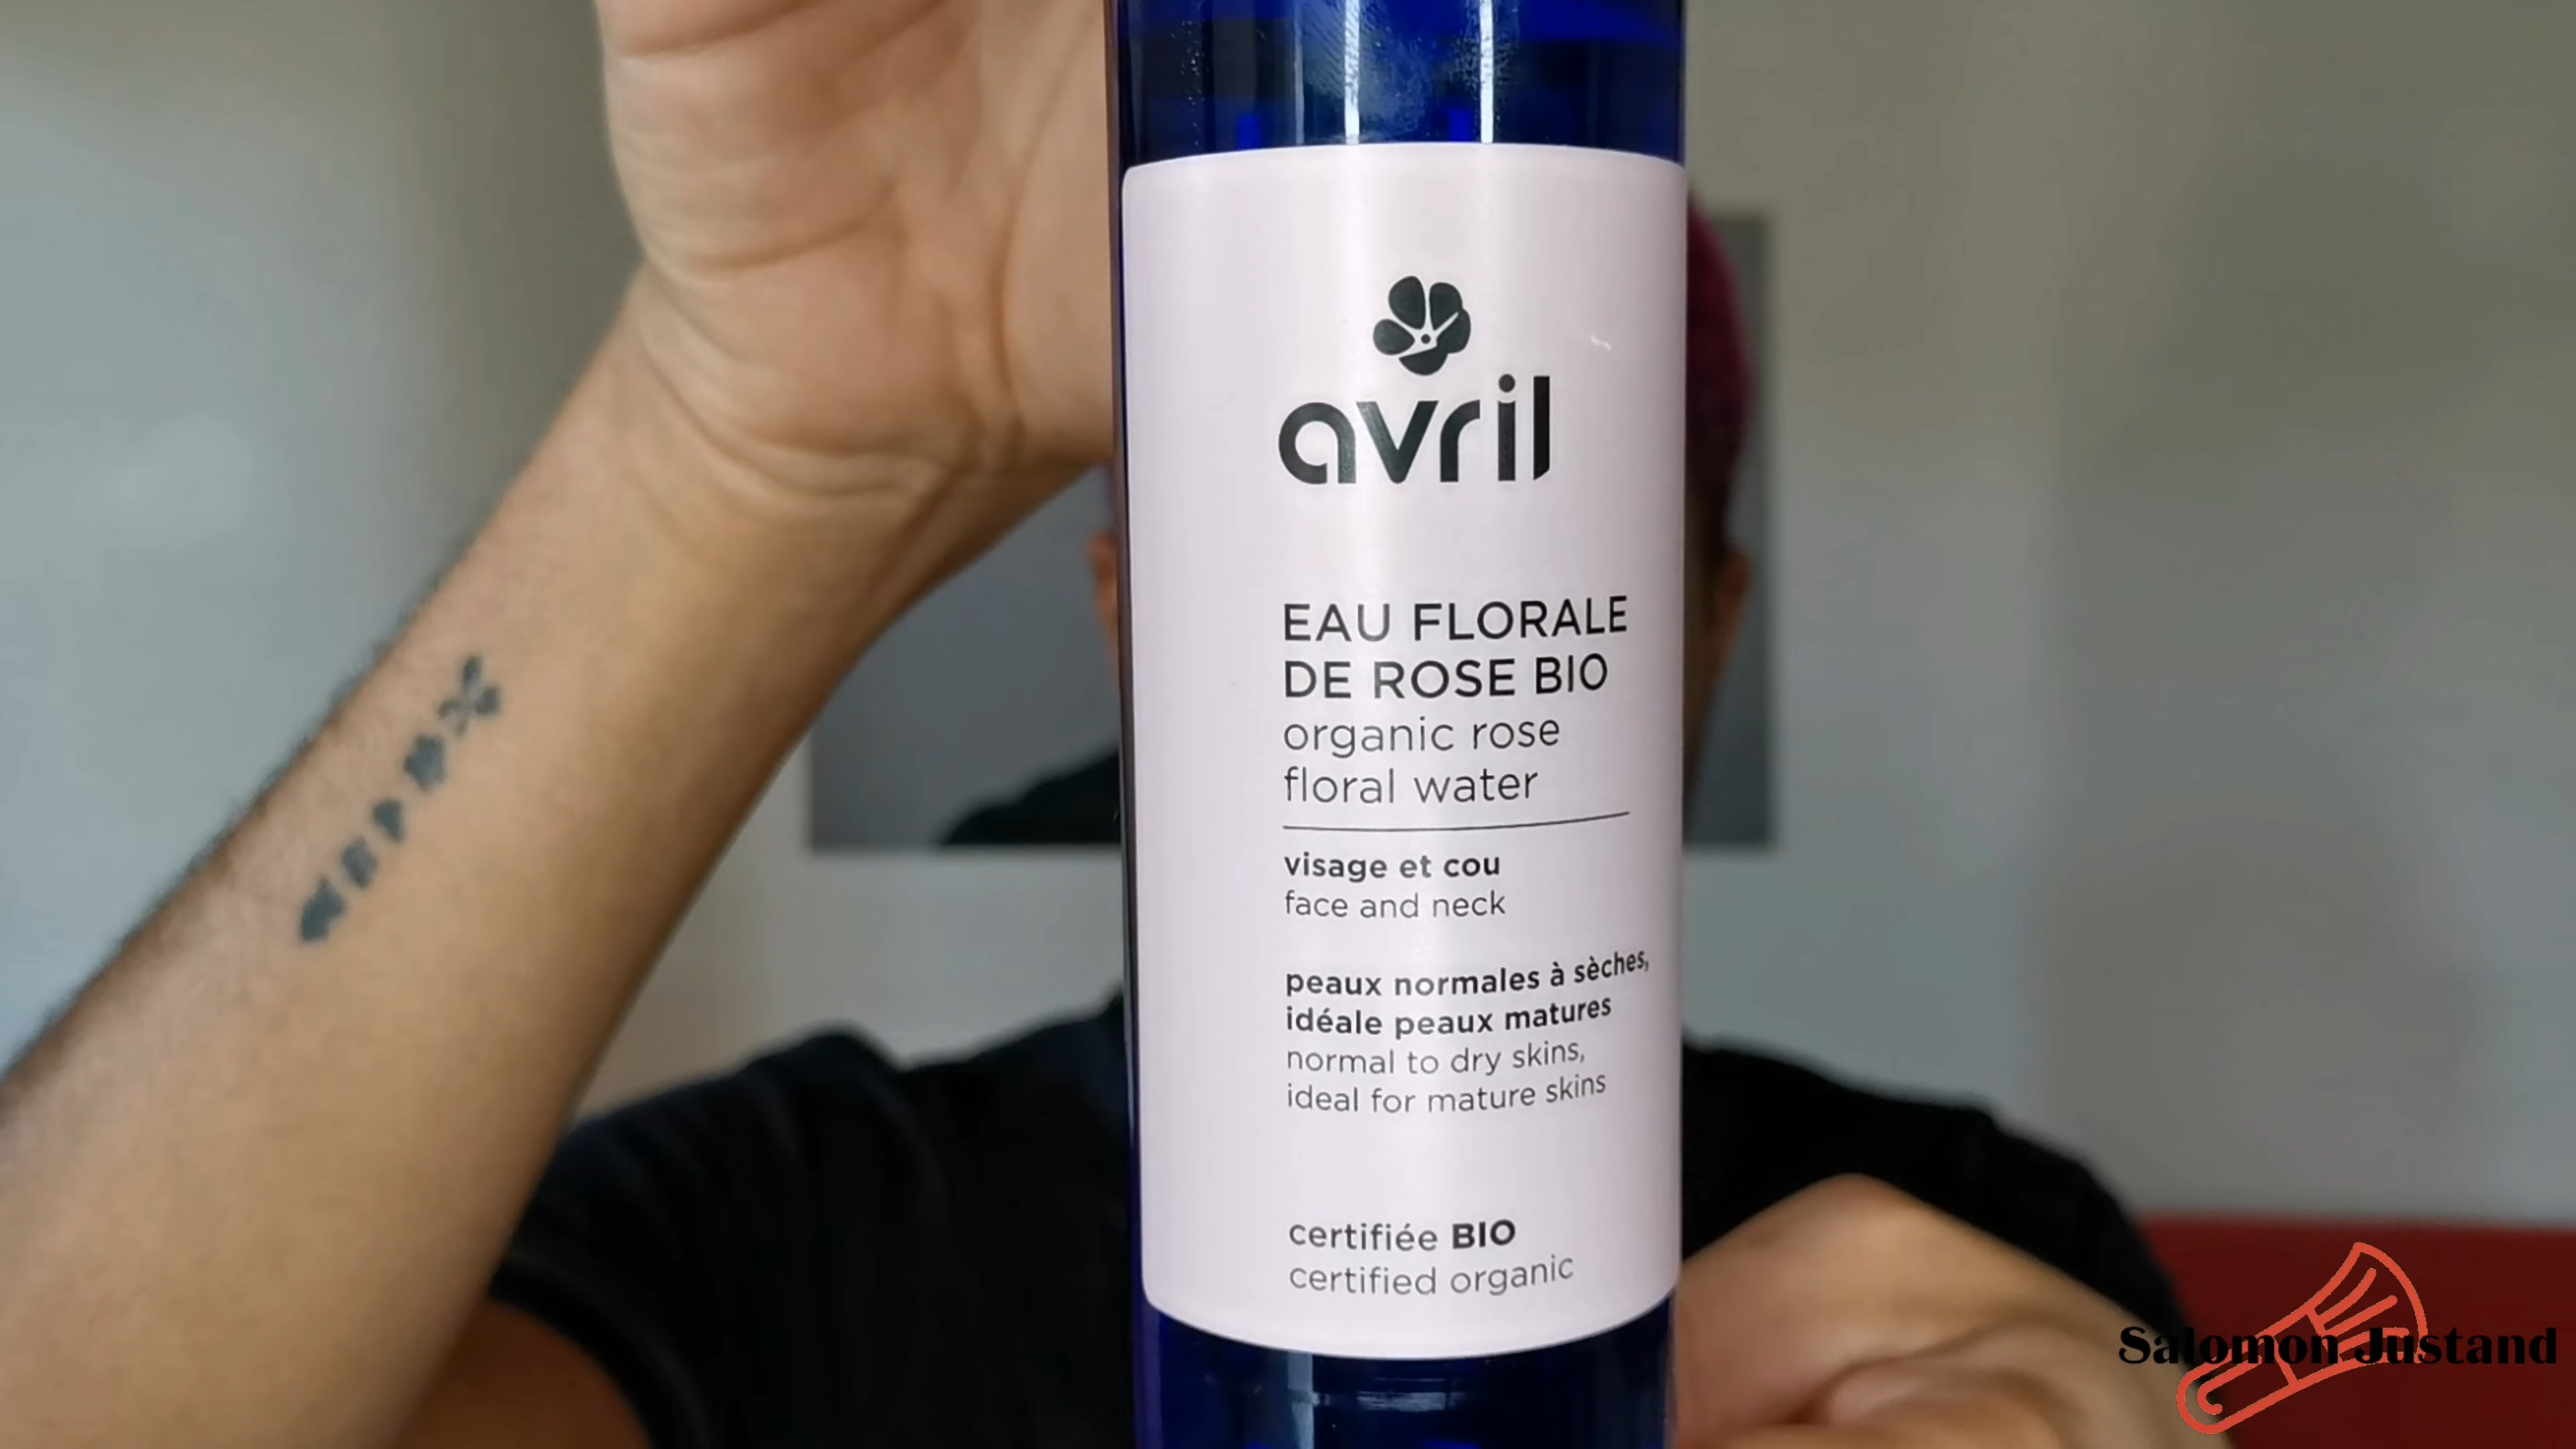 avril
EAU FLORALE
DE ROSE BIO
organic rose
floral water
visage et cou
face and neck
peaux normales à sèches,
idéale peaux matures
normal to dry skins,
ideal for mature skins
certifiée BIO
certified organic
Salomon Justand